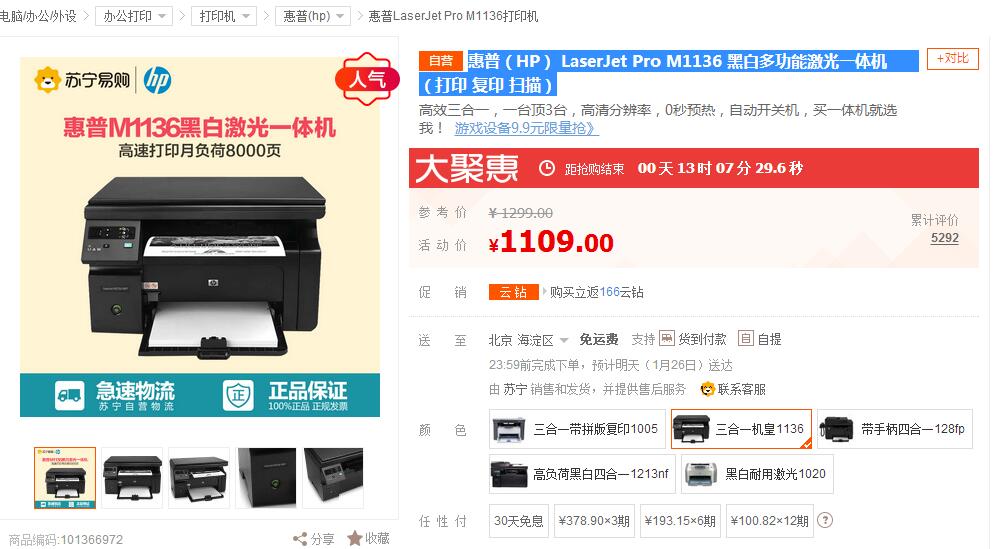 电脑/办公/外设 > 办公打印 > 打印机 > 惠普(hp) > 惠普LaserJet Pro M1136打印机
苏宁易购 hp
人气
惠普M1136黑白激光一体机
高速打印月负荷8000页
急速物流
苏宁自营物流
正
正品保证
100%正品 正规发票
商品编码:101366972
分享
收藏
自营 惠普（HP） LaserJet Pro M1136 黑白多功能激光一体机
（打印 复印 扫描）
+对比
高效三合一，一台顶3台，高清分辨率，0秒预热，自动开关机，买一体机就选
我！ 游戏设备9.9元限量抢》
大聚惠 距抢购结束 00 天 13 时 07 分 29.6 秒
参考价 ¥ 1299.00
活动价 ¥1109.00
累计评价
5292
促销 云钻 购买立返166云钻
送至 北京 海淀区 免运费 支持 货到付款 自 自提
23:59前完成下单，预计明天（1月26日）送达
由 苏宁 销售和发货，并提供售后服务 联系客服
颜色 三合一带拼版复印1005 三合一机皇1136 带手柄四合一128fp
高负荷黑白四合一1213nf 黑白耐用激光1020
任性付 30天免息 ¥378.90×3期 ¥193.15×6期 ¥100.82×12期 ?